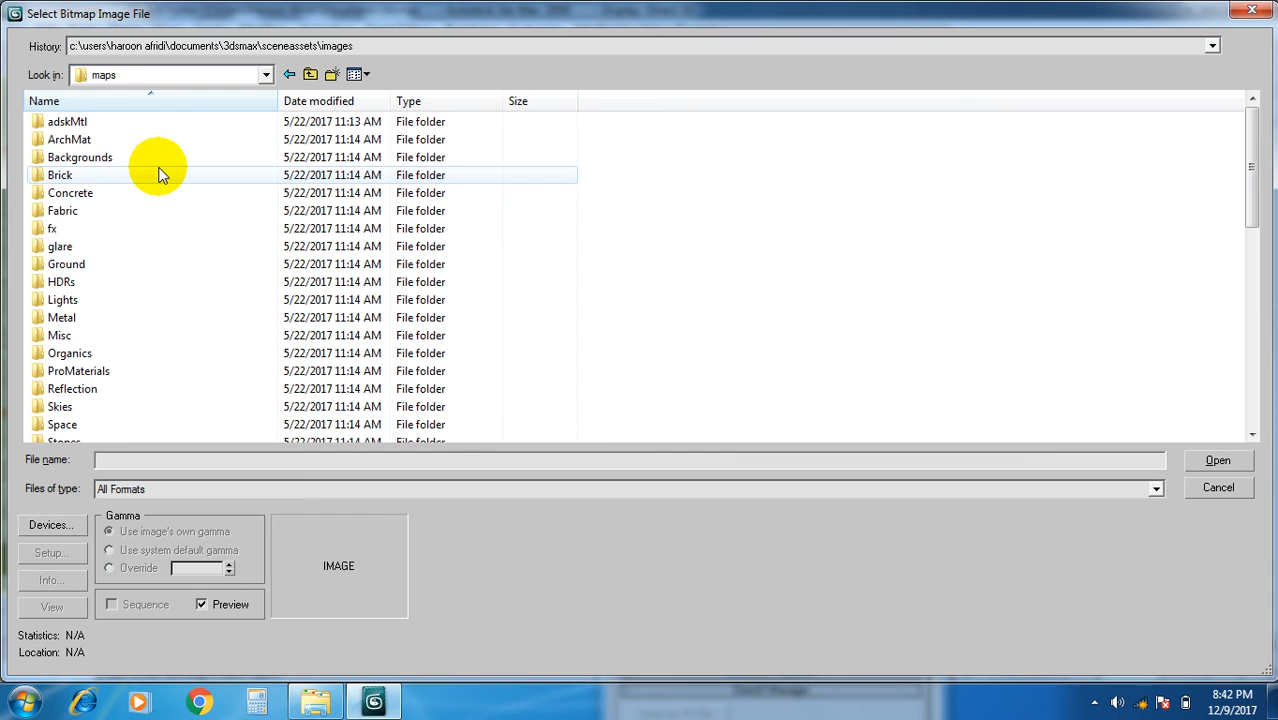 Select Bitmap Image File
History: c:\users\haroon afridi\documents\3dsmax\sceneassets\images
Look in: maps
Name Date modified Type Size
adskMtl 5/22/2017 11:13 AM File folder
ArchMat 5/22/2017 11:14 AM File folder
Backgrounds 5/22/2017 11:14 AM File folder
Brick 5/22/2017 11:14 AM File folder
Concrete 5/22/2017 11:14 AM File folder
Fabric 5/22/2017 11:14 AM File folder
fx 5/22/2017 11:14 AM File folder
glare 5/22/2017 11:14 AM File folder
Ground 5/22/2017 11:14 AM File folder
HDRs 5/22/2017 11:14 AM File folder
Lights 5/22/2017 11:14 AM File folder
Metal 5/22/2017 11:14 AM File folder
Misc 5/22/2017 11:14 AM File folder
Organics 5/22/2017 11:14 AM File folder
ProMaterials 5/22/2017 11:14 AM File folder
Reflection 5/22/2017 11:14 AM File folder
Skies 5/22/2017 11:14 AM File folder
Space 5/22/2017 11:14 AM File folder
File name: Open
Files of type: All Formats Cancel
Devices... Gamma
Use image's own gamma
Setup... Use system default gamma
Override IMAGE
Info...
View Sequence Preview
Statistics: N/A
Location: N/A
8:42 PM
12/9/2017